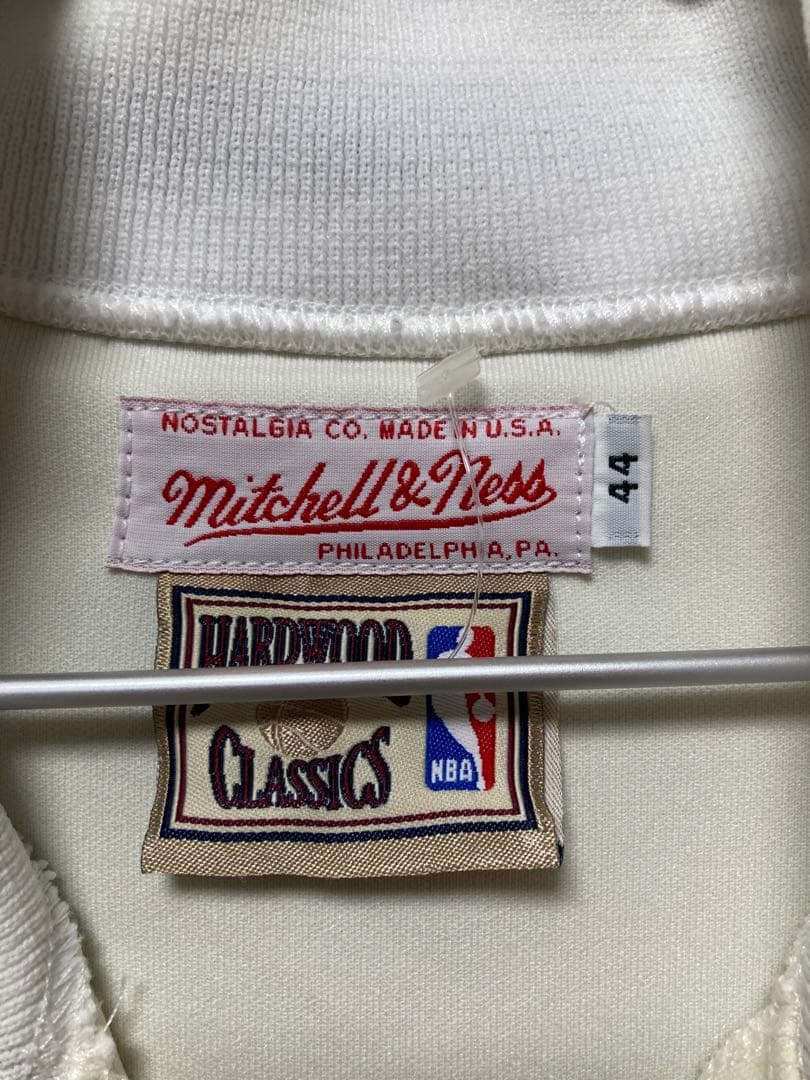 NOSTALGIA CO. MADE IN U.S.A.
Mitchell & Ness
PHILADELPHIA, PA.
44
HARDWOOD
CLASSICS
NBA